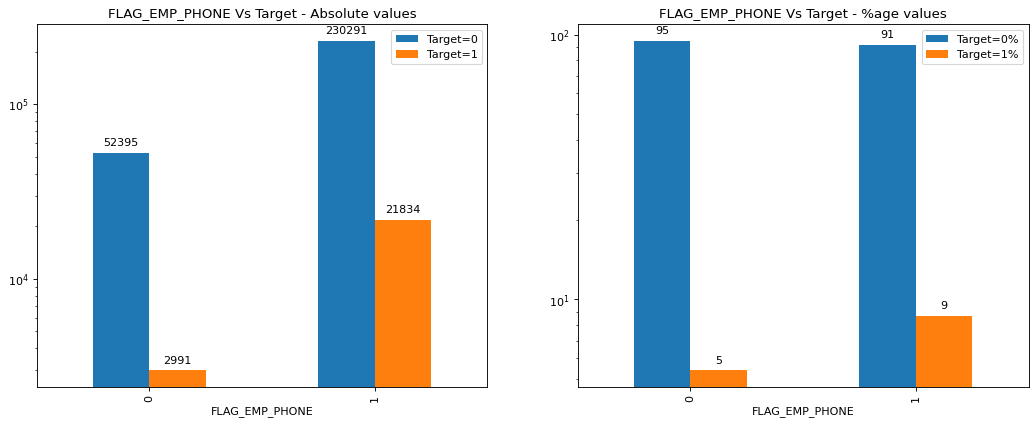 FLAG_EMP_PHONE Vs Target - Absolute values
230291
Target=0
Target=1
10^5
52395
21834
10^4
2991
0
1
FLAG_EMP_PHONE
FLAG_EMP_PHONE Vs Target - %age values
10^2
95
91
Target=0%
Target=1%
10^1
9
5
0
1
FLAG_EMP_PHONE